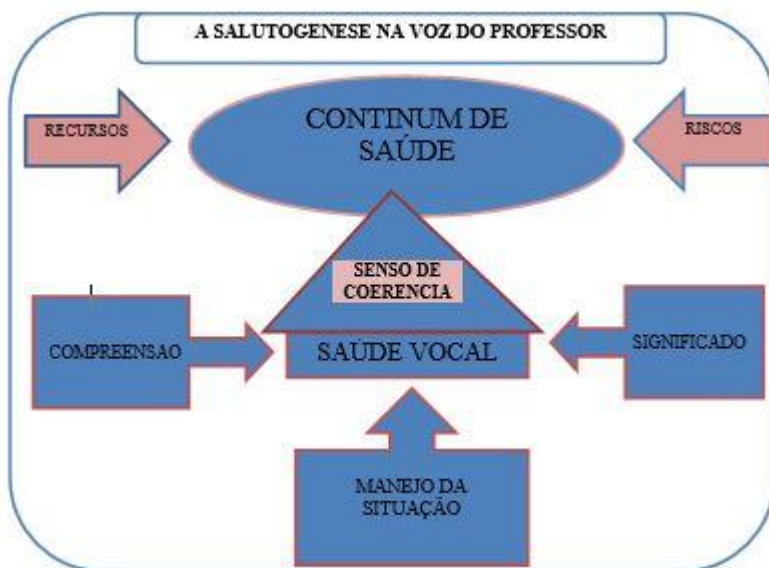 A SALUTOGENESE NA VOZ DO PROFESSOR
RECURSOS
CONTINUM DE
SAÚDE
RISCOS
SENSO DE
COERENCIA
COMPREENSAO
SAÚDE VOCAL
SIGNIFICADO
MANEJO DA
SITUAÇÃO